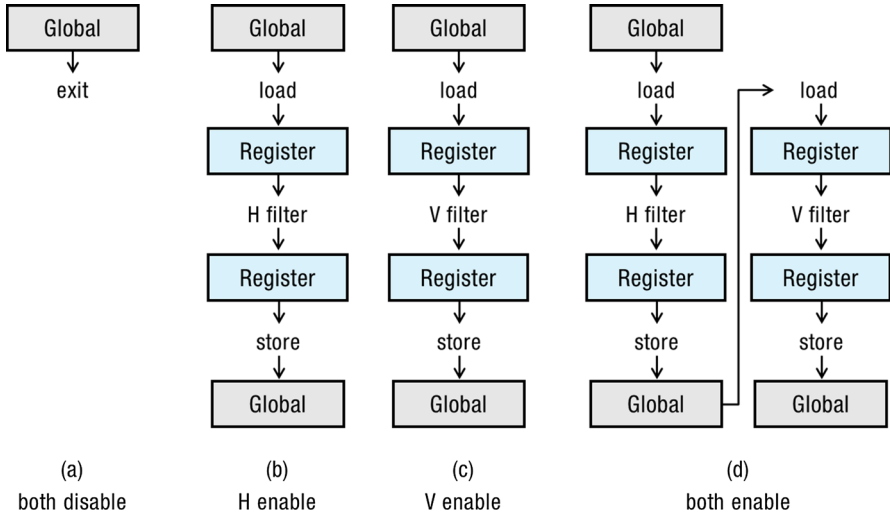 Global
exit
(a)
both disable
Global
load
Register
H filter
Register
store
Global
(b)
H enable
Global
load
Register
V filter
Register
store
Global
(c)
V enable
Global
load
Register
H filter
Register
store
Global
load
Register
V filter
Register
store
Global
(d)
both enable